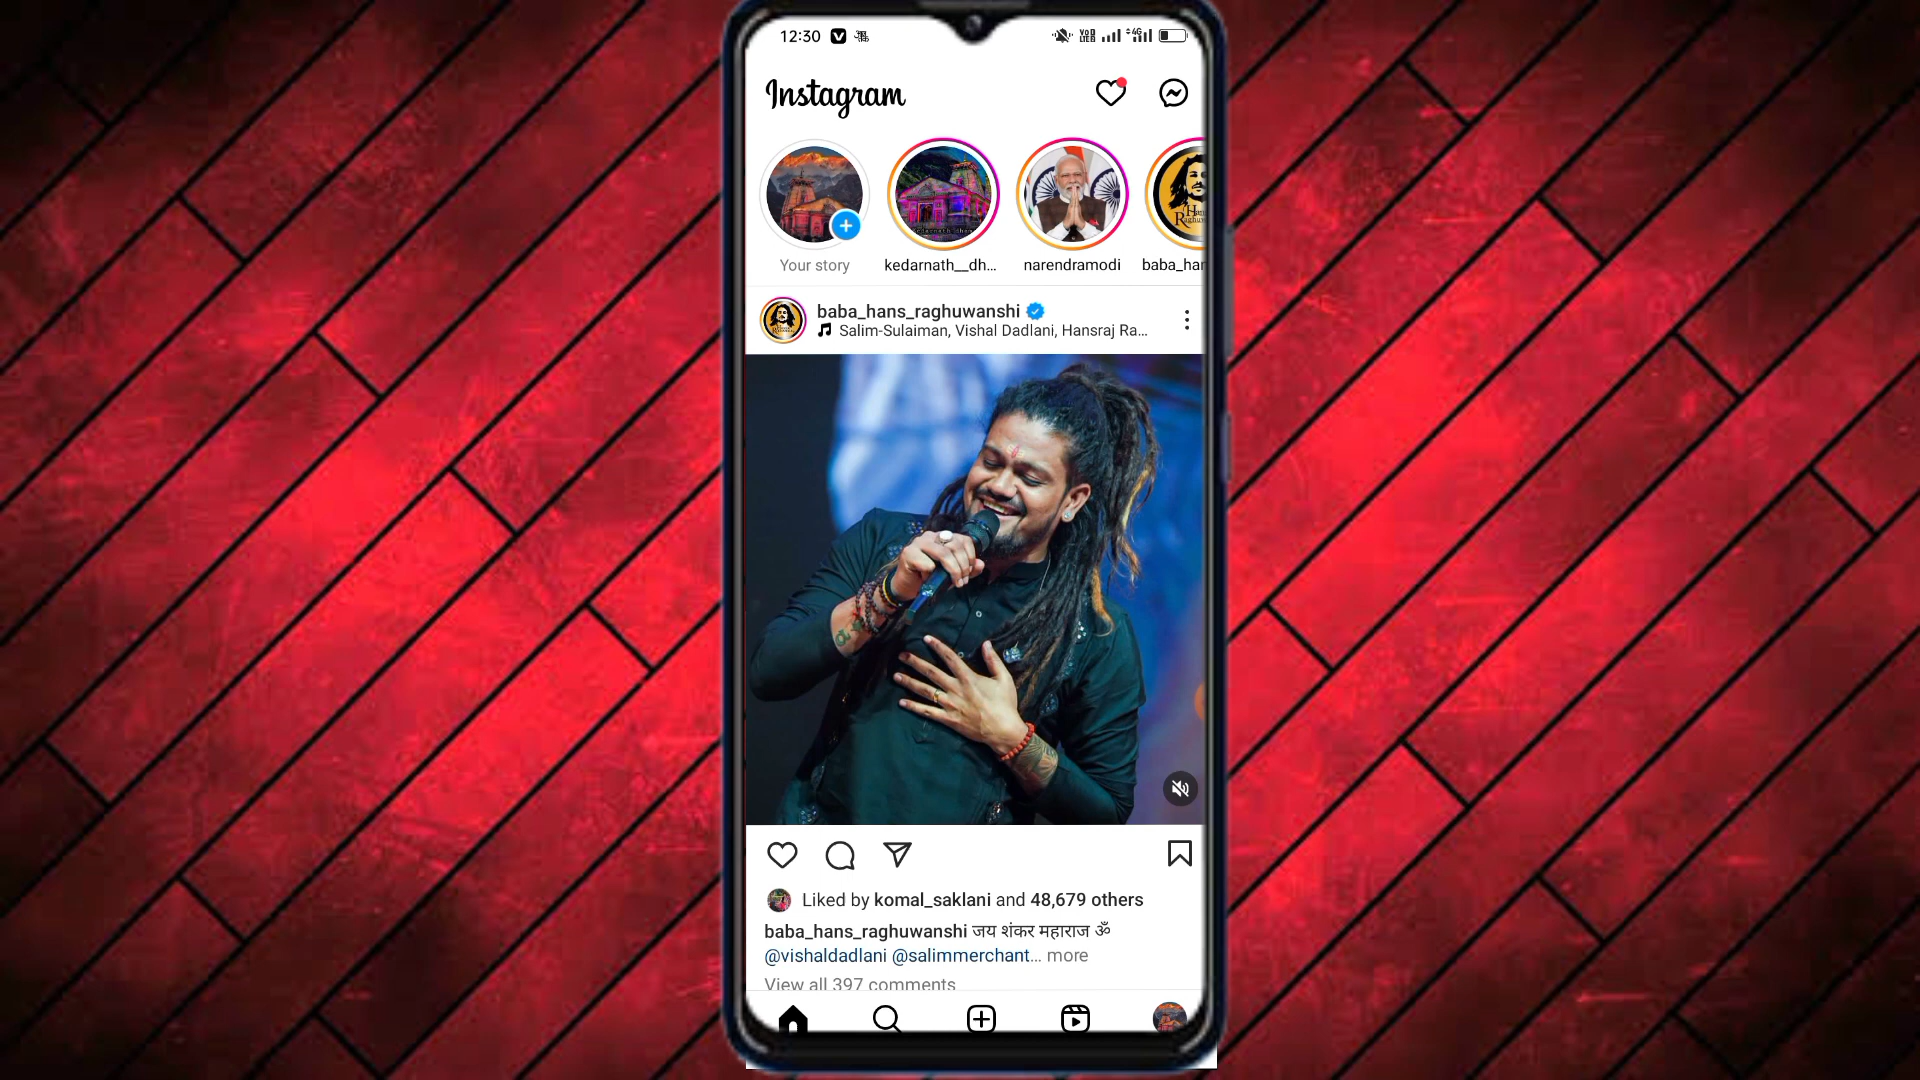 12:30
Instagram
Your story
kedarnath__dh...
narendramodi
baba_har
baba_hans_raghuwanshi
Salim-Sulaiman, Vishal Dadlani, Hansraj Ra...
Liked by komal_saklani and 48,679 others
baba_hans_raghuwanshi जय शंकर महाराज ॐ
@vishaldadlani @salimmerchant... more
View all 397 comments